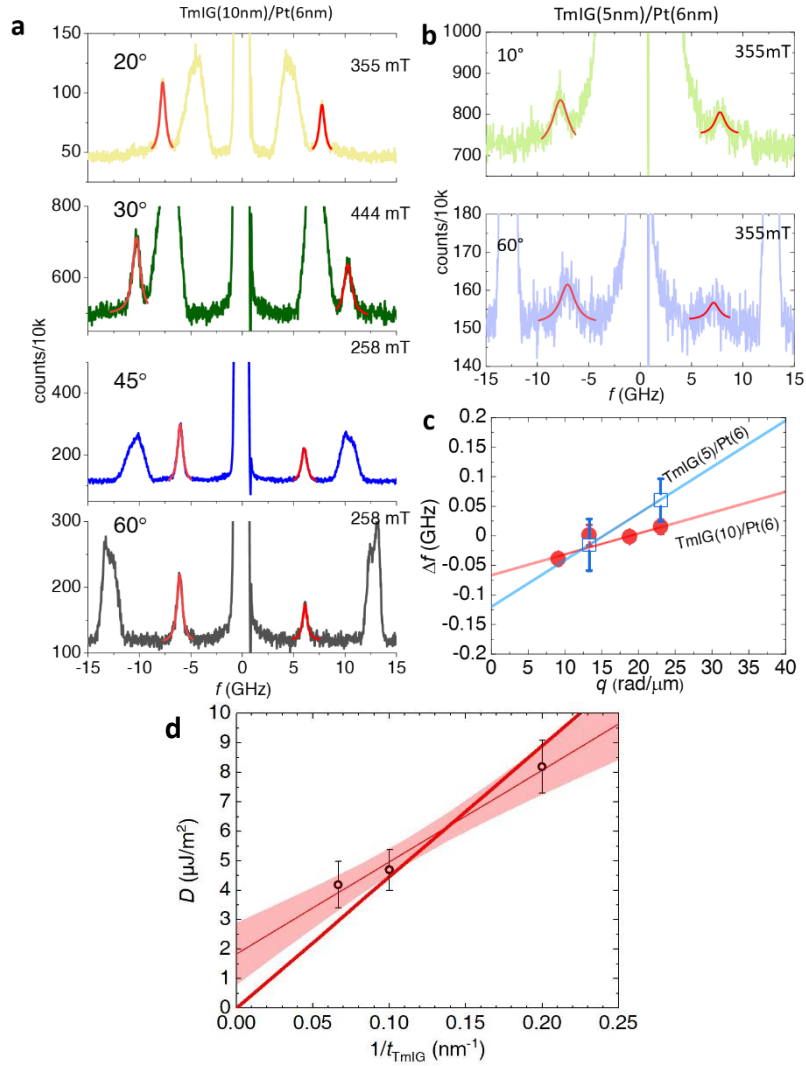 a
TmIG(10nm)/Pt(6nm)
150
100
50
20°
355 mT
800
600
30°
444 mT
400
200
45°
258 mT
300
200
100
60°
258 mT
counts/10k
-15 -10 -5 0 5 10 15
f (GHz)
b
TmIG(5nm)/Pt(6nm)
1000
900
800
700
10°
355mT
180
170
160
150
140
60°
355mT
counts/10k
-15 -10 -5 0 5 10 15
f (GHz)
c
0.2
0.15
0.1
0.05
0
-0.05
-0.1
-0.15
-0.2
Δf (GHz)
TmIG(5)/Pt(6)
TmIG(10)/Pt(6)
0 5 10 15 20 25 30 35 40
q (rad/μm)
d
10
9
8
7
6
5
4
3
2
1
0
D (μJ/m²)
0.00 0.05 0.10 0.15 0.20 0.25
1/tTmIG (nm⁻¹)